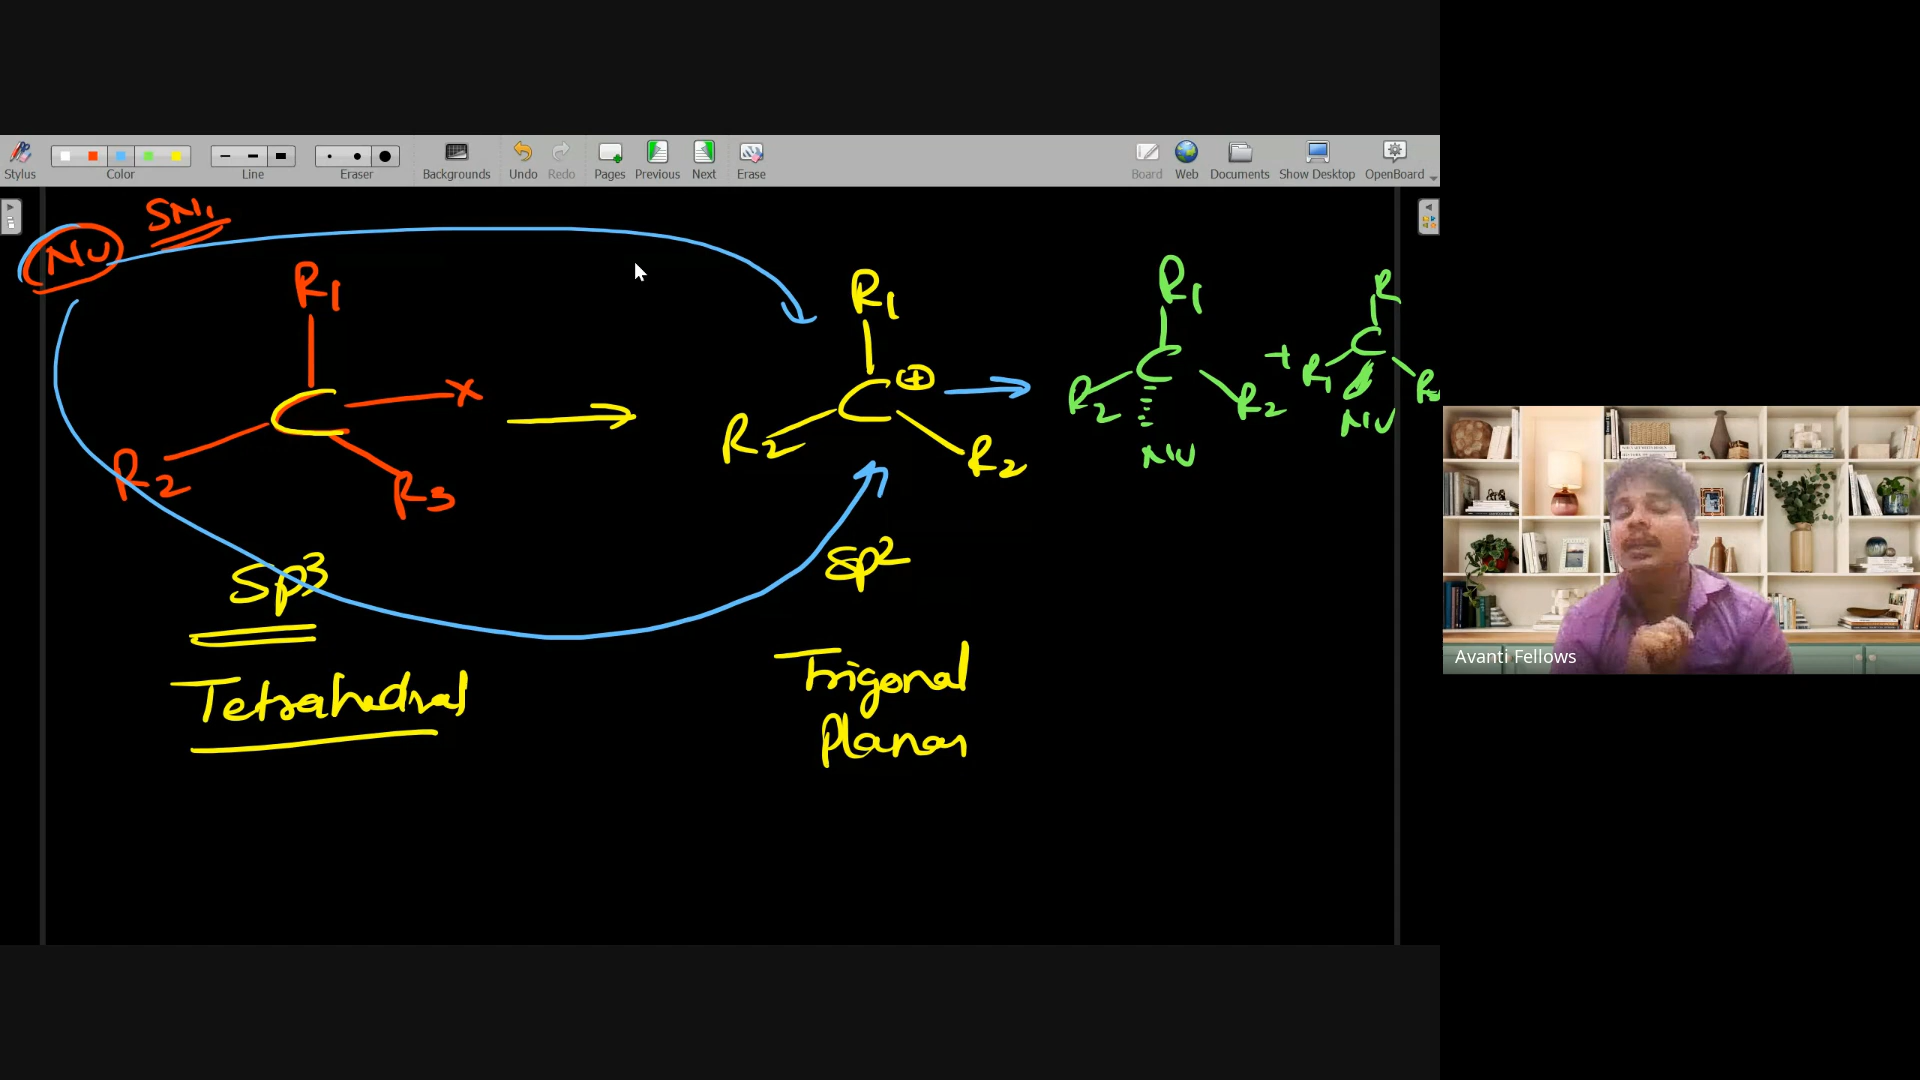 Stylus
Color
Line
Eraser
Backgrounds
Undo
Redo
Pages
Previous
Next
Erase
Board
Web
Documents
Show Desktop
OpenBoard
NU
SN1
R1
X
C
R2
R3
Sp3
Tetrahedral
R1
C +
R2
R2
Sp2
Trigonal
Planar
R1
C
R2
R2
NU
+
R
C
R1
NU
Avanti Fellows